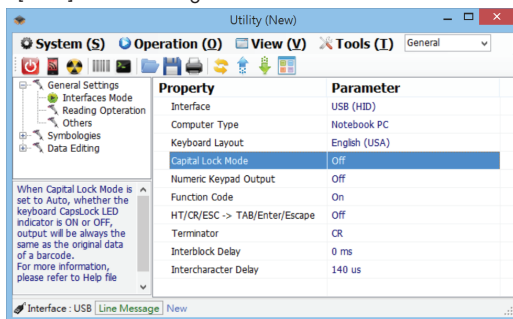 Utility (New)
System (S) Operation (O) View (V) Tools (T) General
General Settings
Interfaces Mode
Reading Opteration
Others
Symbologies
Data Editing
When Capital Lock Mode is
set to Auto, whether the
keyboard CapsLock LED
indicator is ON or OFF,
output will be always the
same as the original data
of a barcode.
For more information,
please refer to Help file
Property Parameter
Interface USB (HID)
Computer Type Notebook PC
Keyboard Layout English (USA)
Capital Lock Mode Off
Numeric Keypad Output Off
Function Code On
HT/CR/ESC -> TAB/Enter/Escape Off
Terminator CR
Interblock Delay 0 ms
Intercharacter Delay 140 us
Interface : USB Line Message New